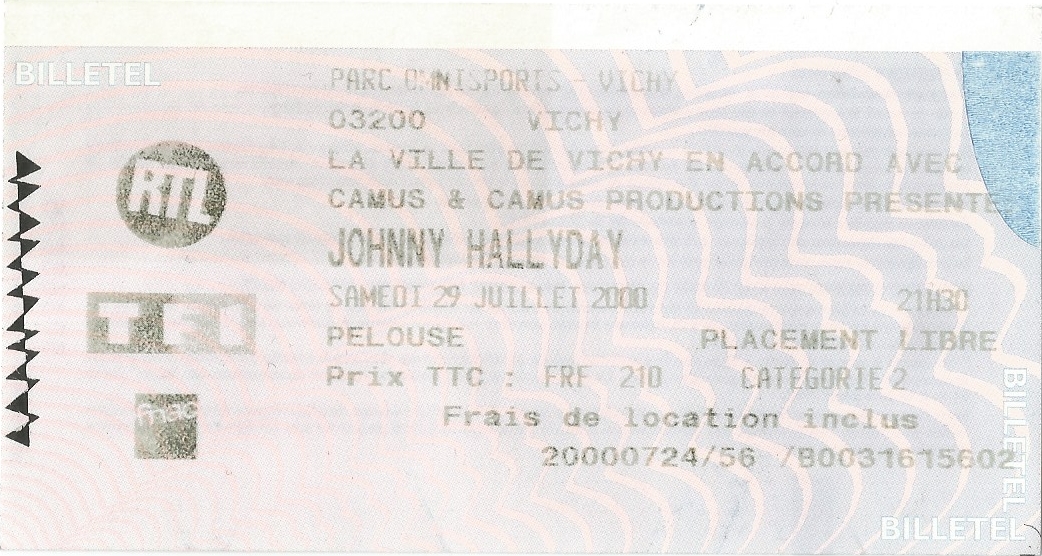 BILLETEL
PARC OMNISPORTS - VICHY
03200 VICHY
LA VILLE DE VICHY EN ACCORD AVEC
CAMUS & CAMUS PRODUCTIONS PRESENTE
JOHNNY HALLYDAY
SAMEDI 29 JUILLET 2000 21H30
PELOUSE PLACEMENT LIBRE
Prix TTC : FRF 210 CATEGORIE 2
Frais de location inclus
20000724/56 /B0031615602
RTL
TF1
fnac
BILLETEL
BILLETEL